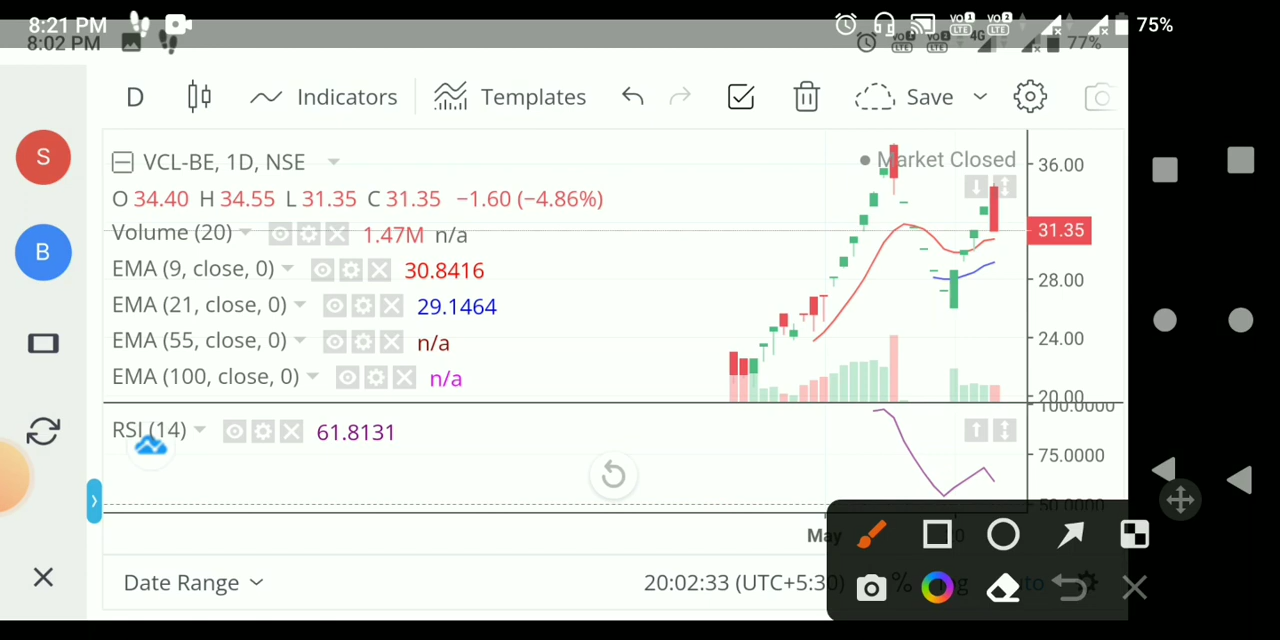 8:21 PM 75%
8:02 PM 4G 77%
D Indicators Templates Save
S
B
VCL-BE, 1D, NSE Market Closed
O 34.40 H 34.55 L 31.35 C 31.35 −1.60 (−4.86%)
Volume (20) 1.47M n/a
EMA (9, close, 0) 30.8416
EMA (21, close, 0) 29.1464
EMA (55, close, 0) n/a
EMA (100, close, 0) n/a
36.00
31.35
28.00
24.00
20.00
RSI (14) 61.8131
100.0000
75.0000
50.0000
May 20
Date Range 20:02:33 (UTC+5:30) %